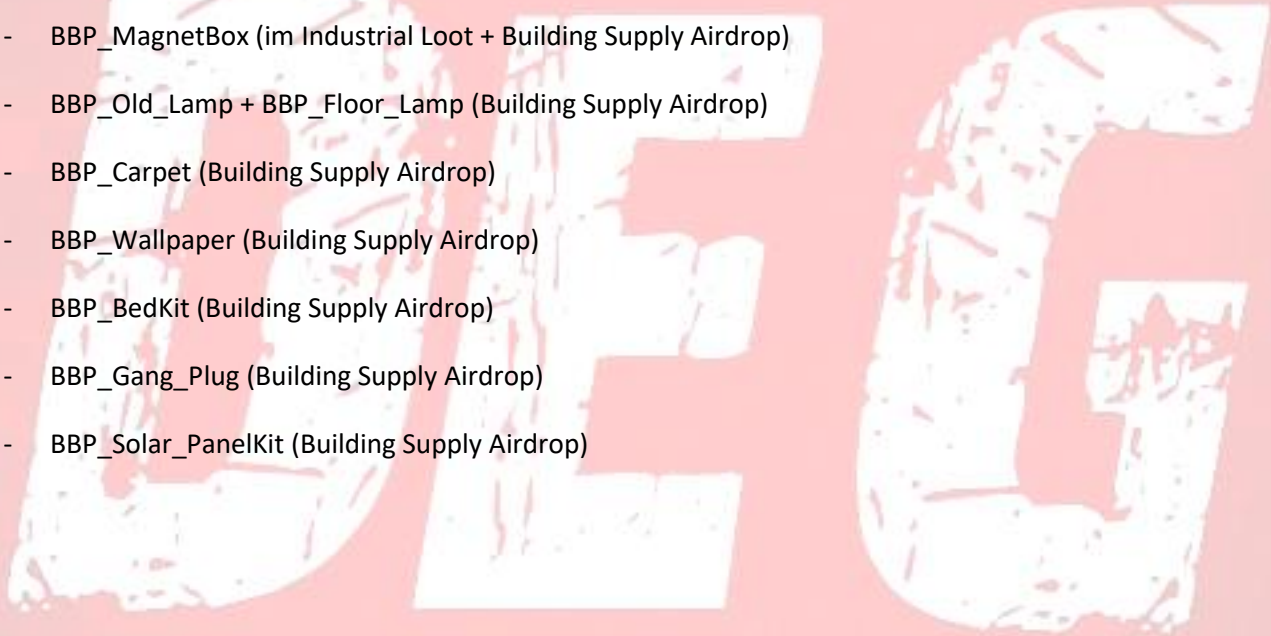 - BBP_MagnetBox (im Industrial Loot + Building Supply Airdrop)
- BBP_Old_Lamp + BBP_Floor_Lamp (Building Supply Airdrop)
- BBP_Carpet (Building Supply Airdrop)
- BBP_Wallpaper (Building Supply Airdrop)
- BBP_BedKit (Building Supply Airdrop)
- BBP_Gang_Plug (Building Supply Airdrop)
- BBP_Solar_PanelKit (Building Supply Airdrop)
DEG